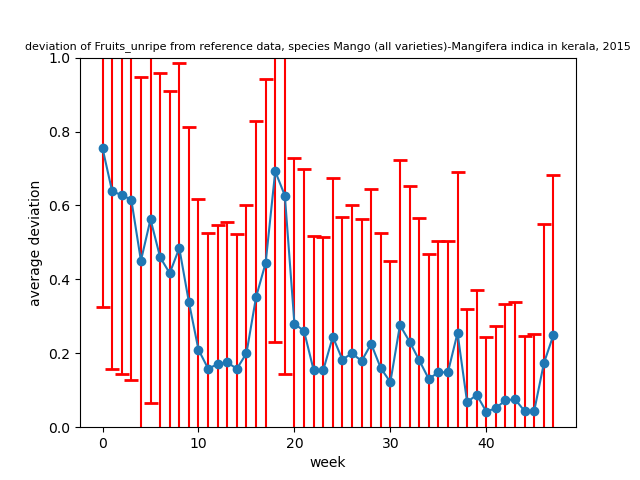 deviation of Fruits_unripe from reference data, species Mango (all varieties)-Mangifera indica in kerala, 2015
1.0
0.8
0.6
0.4
0.2
0.0
average deviation
0 10 20 30 40
week